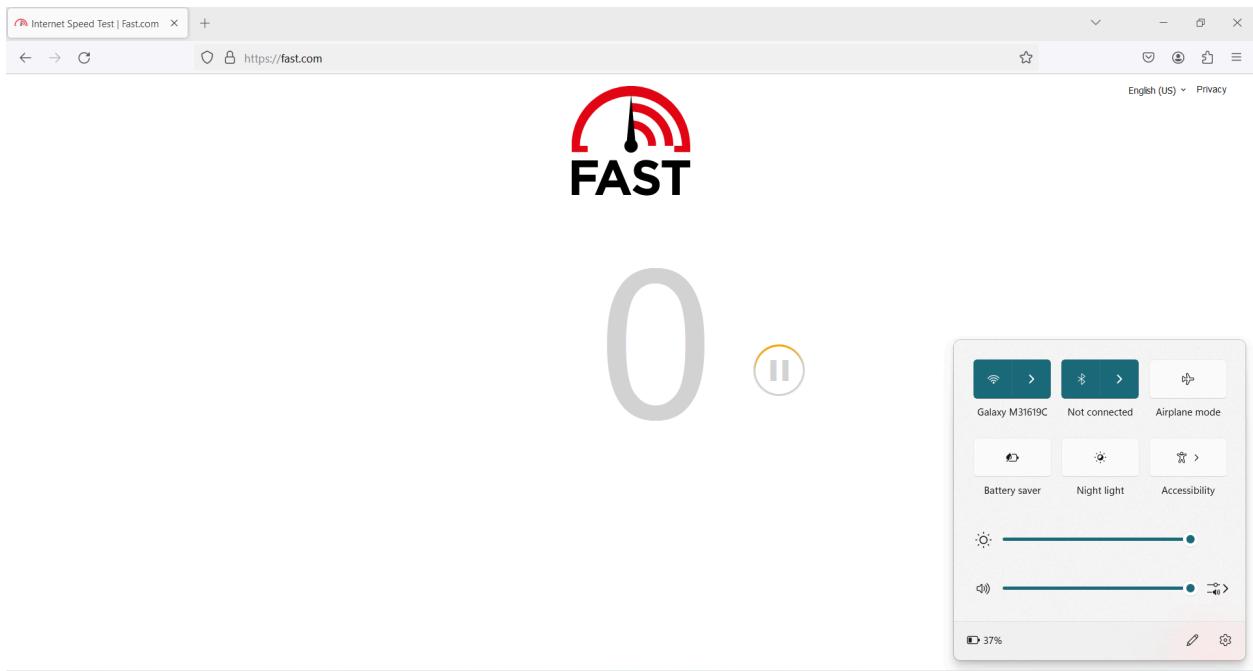 Internet Speed Test | Fast.com
https://fast.com
English (US) Privacy
FAST
0
Galaxy M31619C Not connected Airplane mode
Battery saver Night light Accessibility
37%